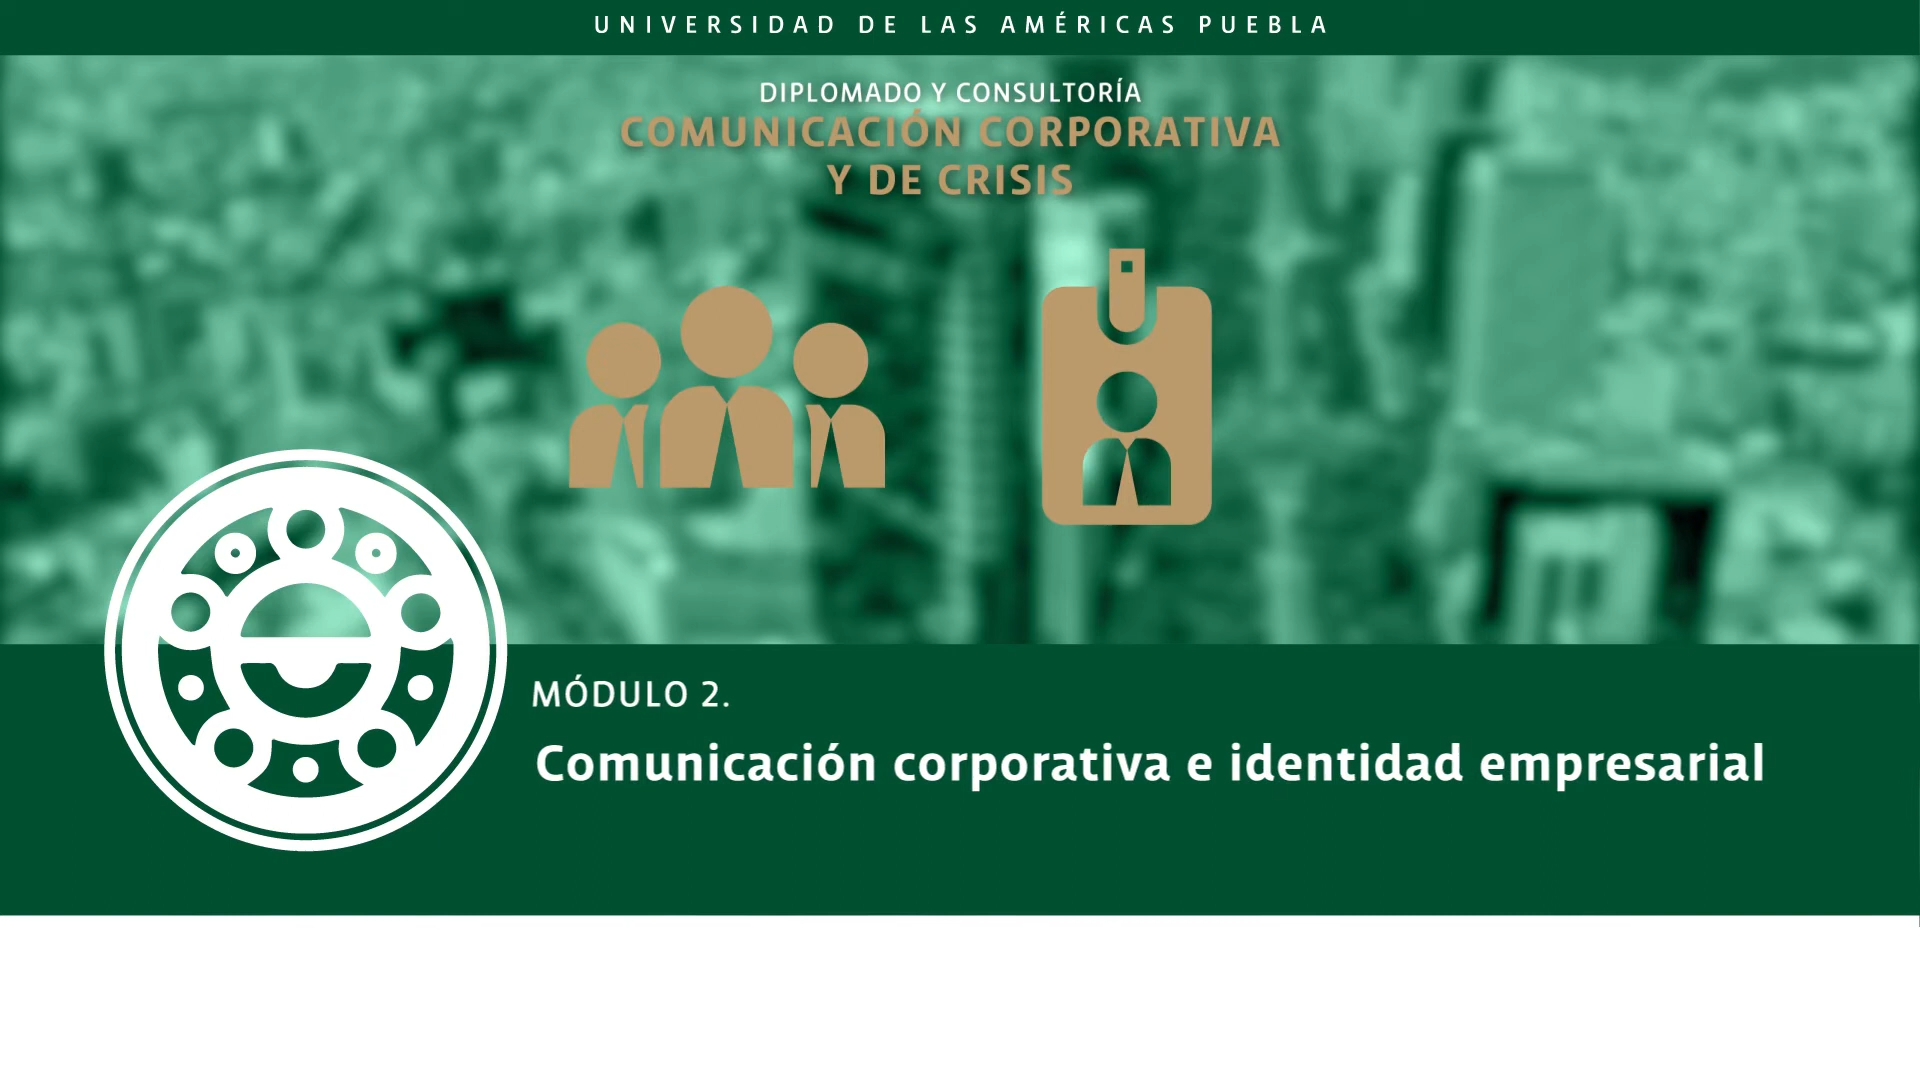 UNIVERSIDAD DE LAS AMÉRICAS PUEBLA
DIPLOMADO Y CONSULTORÍA
COMUNICACIÓN CORPORATIVA
Y DE CRISIS
MÓDULO 2.
Comunicación corporativa e identidad empresarial